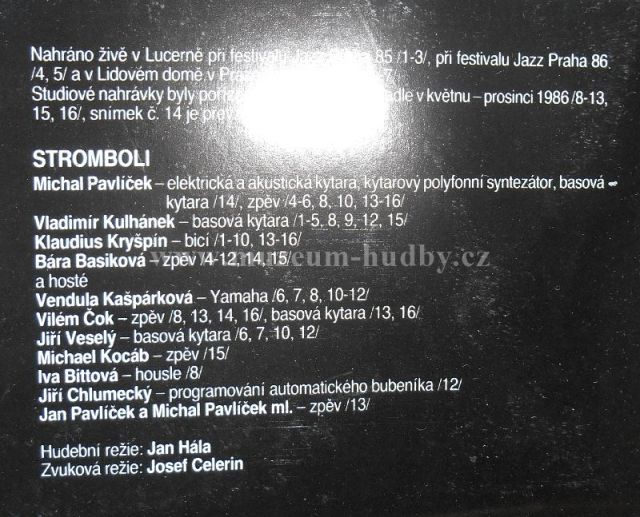 Nahráno živě v Lucerně při festivalu Jazz 85 /1-3/, při festivalu Jazz Praha 86
/4, 5/ a v Lidovém domě v
Studiové nahrávky byly v květnu – prosinci 1986 /8-13,
15, 16/, snímek č. 14 je
STROMBOLI
Michal Pavlíček – elektrická a akustická kytara, kytarový polyfonní syntezátor, basová
kytara /14/, zpěv /4-6, 8, 10, 13-16/
Vladimír Kulhánek – basová kytara /1-5, 8, 9, 12, 15/
Klaudius Kryšpín – bicí /1-10, 13-16/
Bára Basiková – zpěv /4-12, 14, 15/
www.museum-hudby.cz
a hosté
Vendula Kašpárková – Yamaha /6, 7, 8, 10-12/
Vilém Čok – zpěv /8, 13, 14, 16/, basová kytara /13, 16/
Jiří Veselý – basová kytara /6, 7, 10, 12/
Michael Kocáb – zpěv /15/
Iva Bittová – housle /8/
Jiří Chlumecký – programování automatického bubeníka /12/
Jan Pavlíček a Michal Pavlíček ml. – zpěv /13/
Hudební režie: Jan Hála
Zvuková režie: Josef Celerin